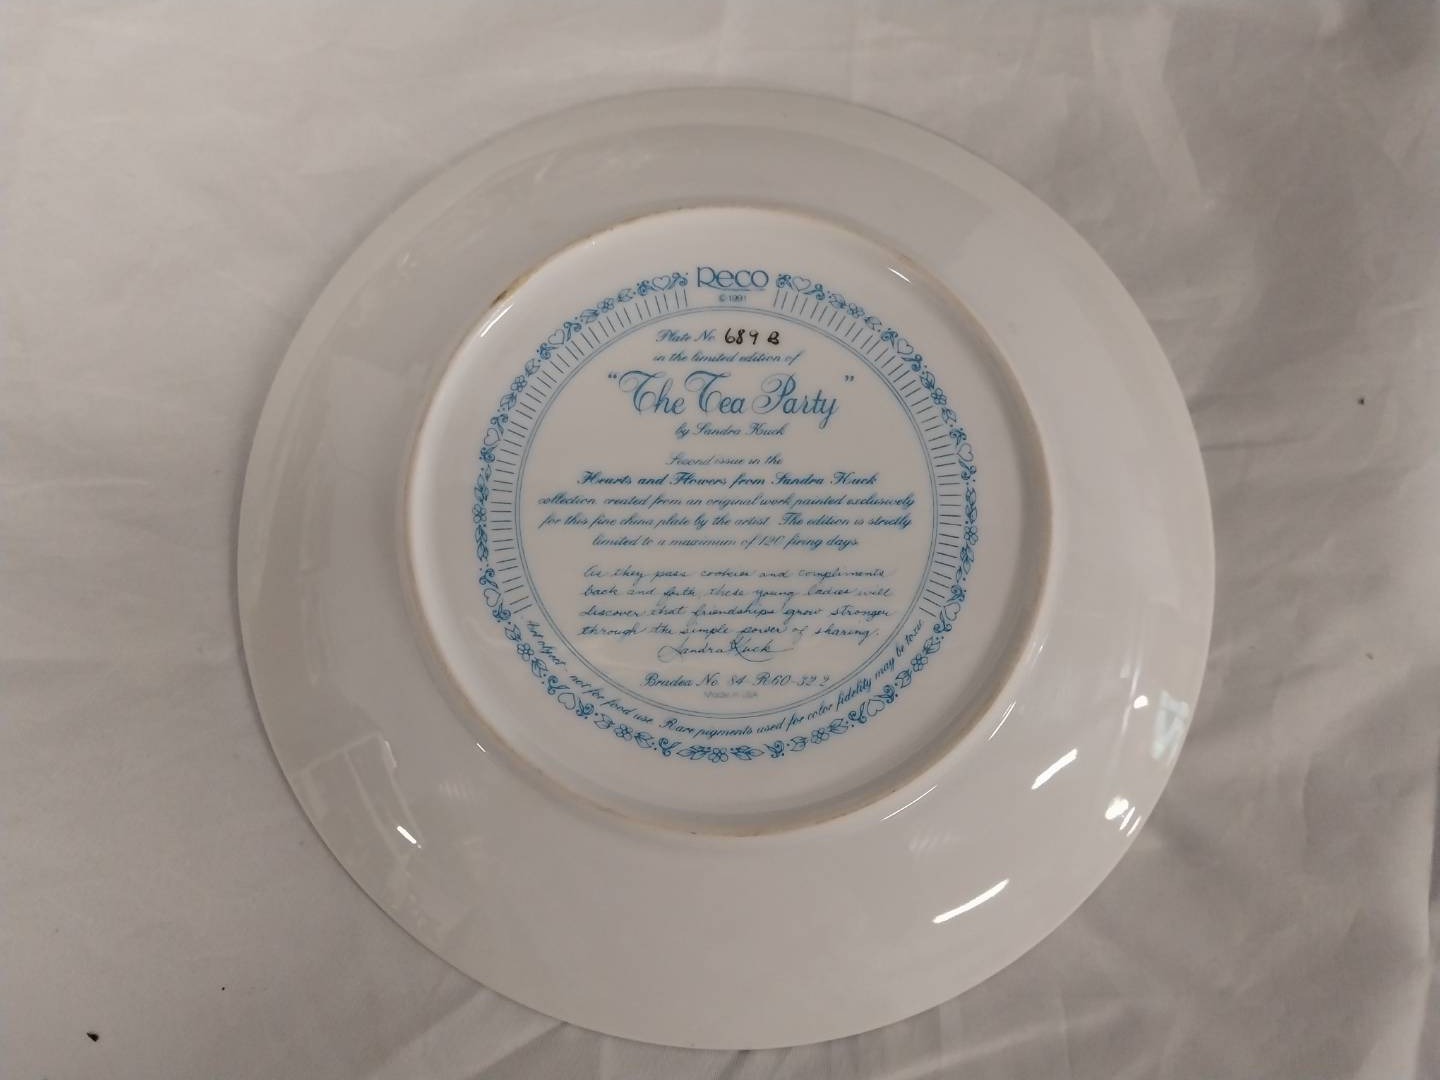 Reco
© 1991
Plate No. 689 B
in the limited edition of
"The Tea Party"
by Sandra Kuck
Second issue in the
Hearts and Flowers from Sandra Kuck
collection created from an original work painted exclusively
for this fine china plate by the artist. The edition is strictly
limited to a maximum of 120 firing days.
As they pass cookies and compliments
back and forth, these young ladies will
discover that friendships grow stronger
through the simple power of sharing.
Sandra Kuck
Bradex No. 84-R60-32.2
Made in USA
Art object - not for food use. Rare pigments used for color fidelity may be toxic.